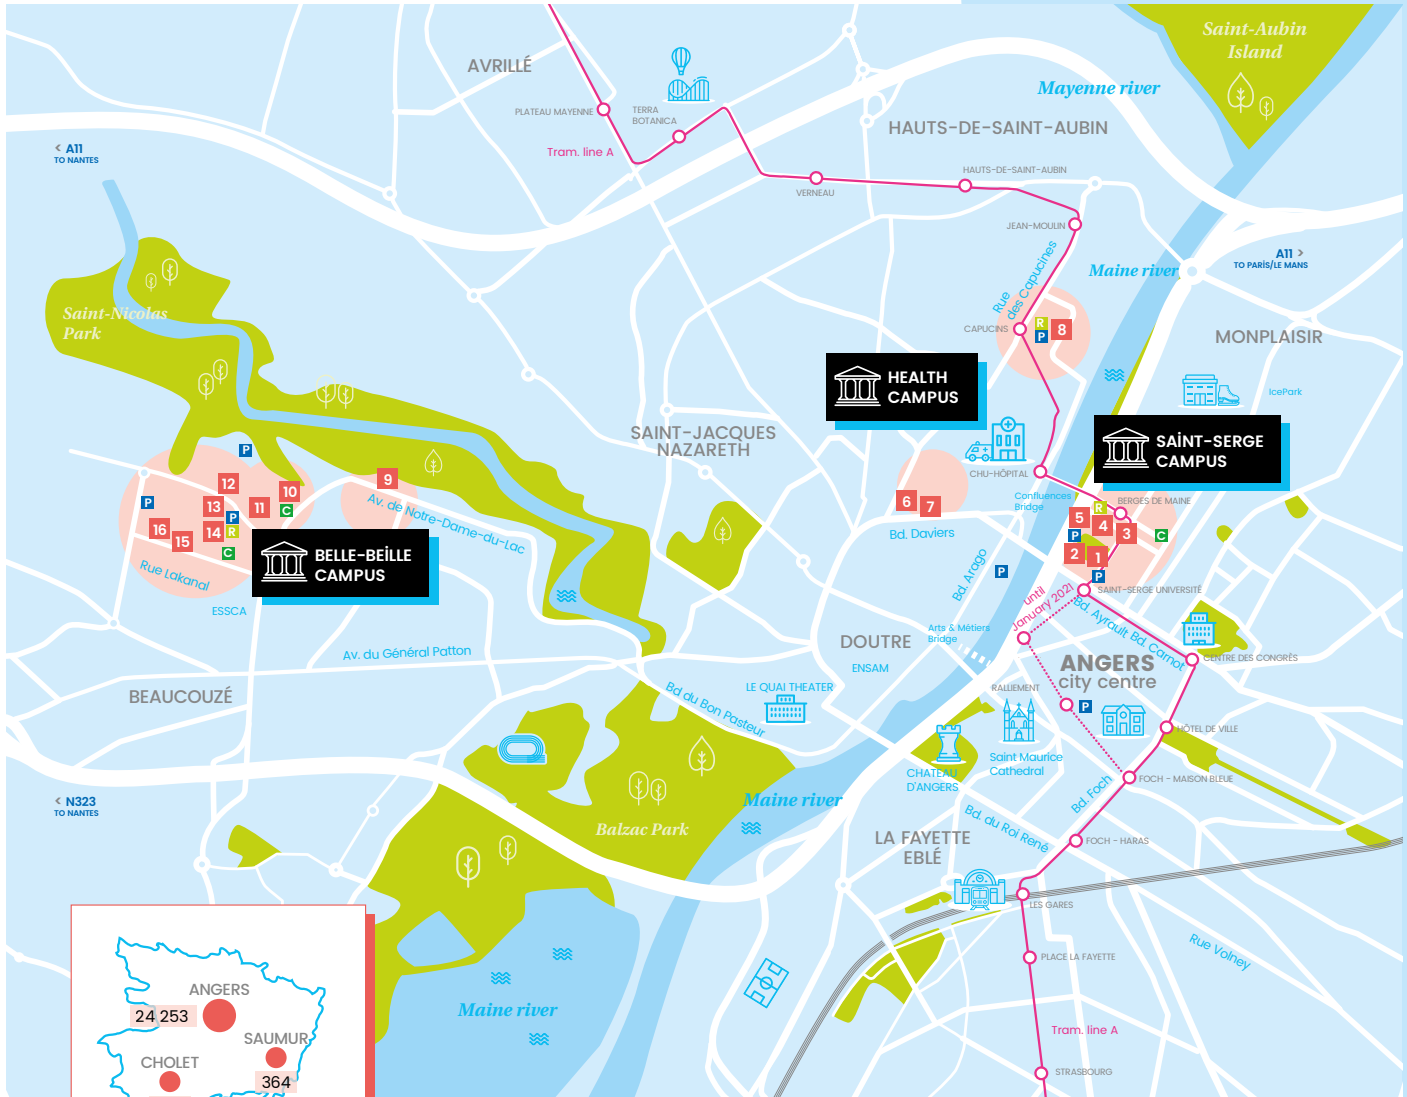 Saint-Aubin
Island
AVRILLÉ
Mayenne river
PLATEAU MAYENNE
TERRA
BOTANICA
HAUTS-DE-SAINT-AUBIN
< A11
TO NANTES
Tram. line A
VERNEAU
HAUTS-DE-SAINT-AUBIN
JEAN-MOULIN
Rue
des Capucines
Maine river
A11 >
TO PARİS/LE MANS
Saint-Nicolas
Park
CAPUCINS
R
P
8
MONPLAISIR
HEALTH
CAMPUS
IcePark
SAINT-JACQUES
NAZARETH
SAİNT-SERGE
CAMPUS
CHU-HÔPITAL
P
12
10
9
13
11
C
P
P
14
R
16
15
C
Av. de Notre-Dame-du-Lac
6
7
Bd. Daviers
Confluences
Bridge
BERGES DE MAINE
5
R
4
3
P
C
2
1
P
BELLE-BEİLLE
CAMPUS
Rue Lakanal
ESSCA
Bd. Arago
P
SAINT-SERGE UNIVERSITÉ
until
January 2021
Bd. Ayrault Bd. Carnot
Arts & Métiers
Bridge
DOUTRE
ENSAM
ANGERS
city centre
CENTRE DES CONGRÈS
Av. du Général Patton
BEAUCOUZÉ
Bd du Bon Pasteur
LE QUAI THEATER
RALLIEMENT
P
HÔTEL DE VILLE
Saint Maurice
Cathedral
CHATEAU
D'ANGERS
FOCH - MAISON BLEUE
Bd. Foch
< N323
TO NANTES
Maine river
Balzac Park
Bd. du Roi René
LA FAYETTE
EBLÉ
FOCH - HARAS
LES GARES
Rue Volney
PLACE LA FAYETTE
Maine river
Tram. line A
STRASBOURG
ANGERS
24 253
SAUMUR
CHOLET
364